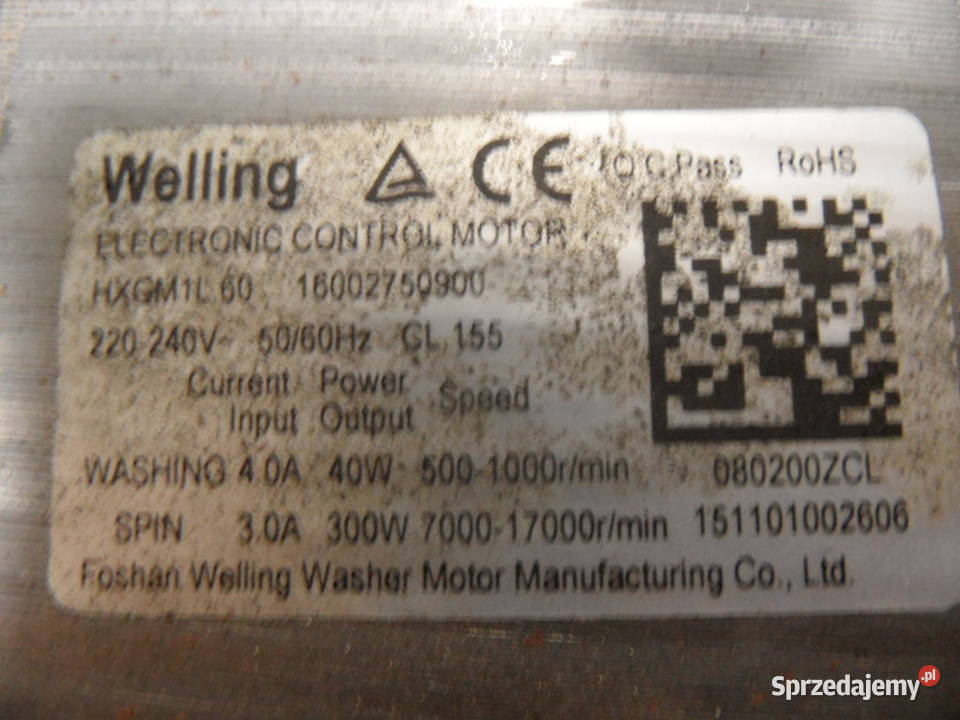 Welling CE Q.C.Pass RoHS
ELECTRONIC CONTROL MOTOR
HXGM1L.60 16002750900
220-240V~ 50/60Hz CL.155
Current Power Speed
Input Output
WASHING 4.0A 40W 500-1000r/min 080200ZCL
SPIN 3.0A 300W 7000-17000r/min 151101002606
Foshan Welling Washer Motor Manufacturing Co., Ltd.
Sprzedajemy.pl